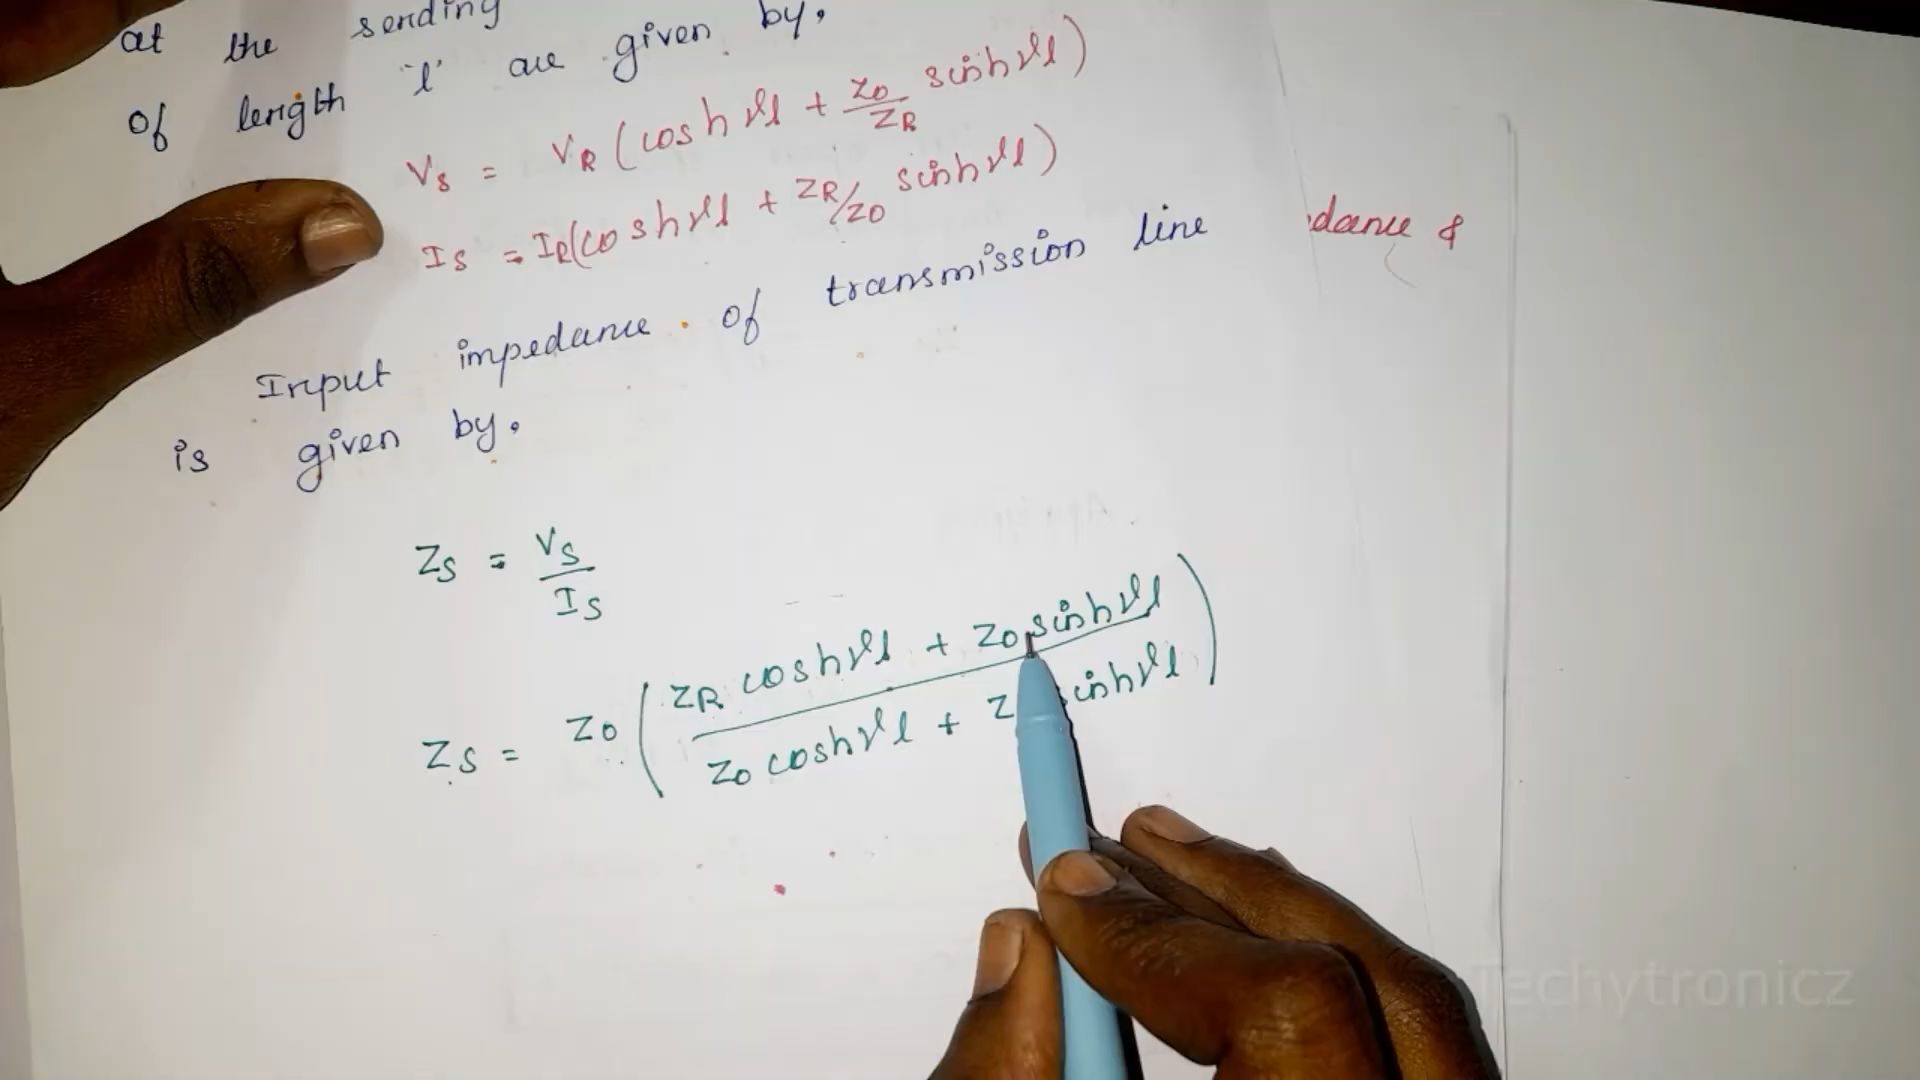 at the sending
of length 'l' are given by,
VS = VR (cosh γl + Z0/ZR sinh γl)
IS = IR(cosh γl + ZR/Z0 sinh γl)
dance &
Input impedance of transmission line
is given by,
ZS = VS/IS
ZS = Z0 (ZR cosh γl + Z0 sinh γl / Z0 cosh γl + Z sinh γl)
Techytronicz